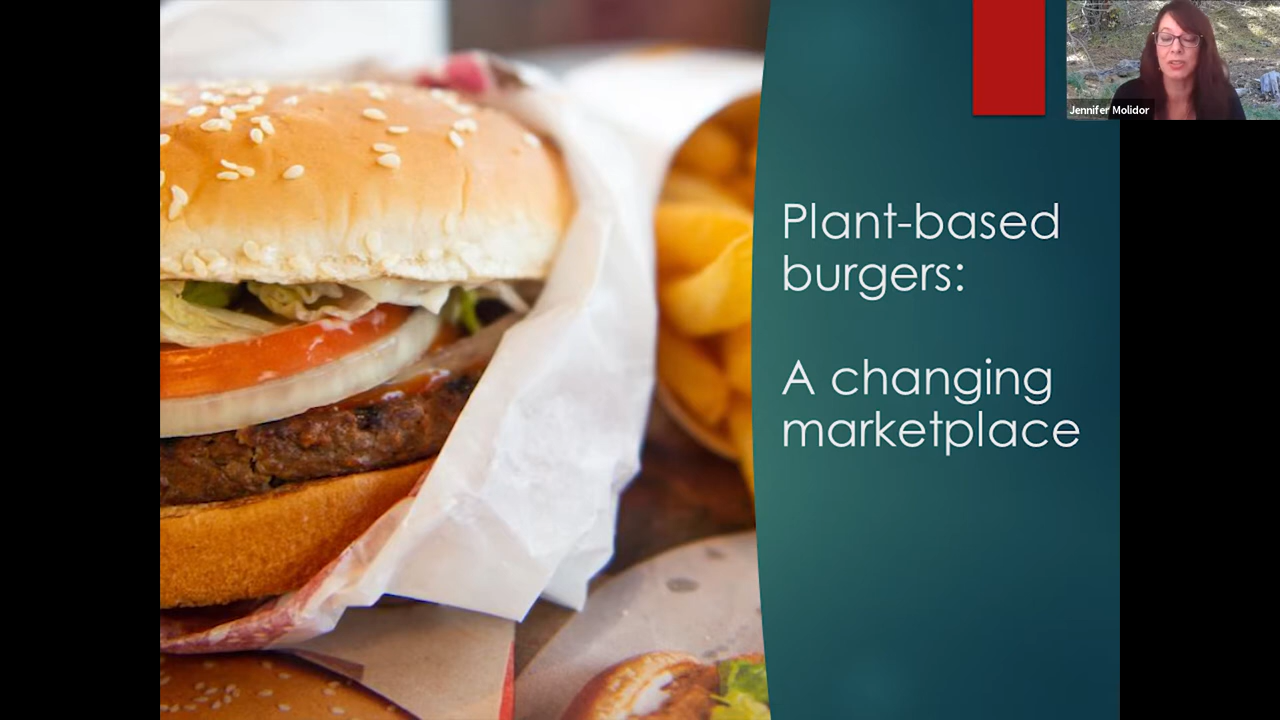 Jennifer Molidor
Plant-based
burgers:
A changing
marketplace